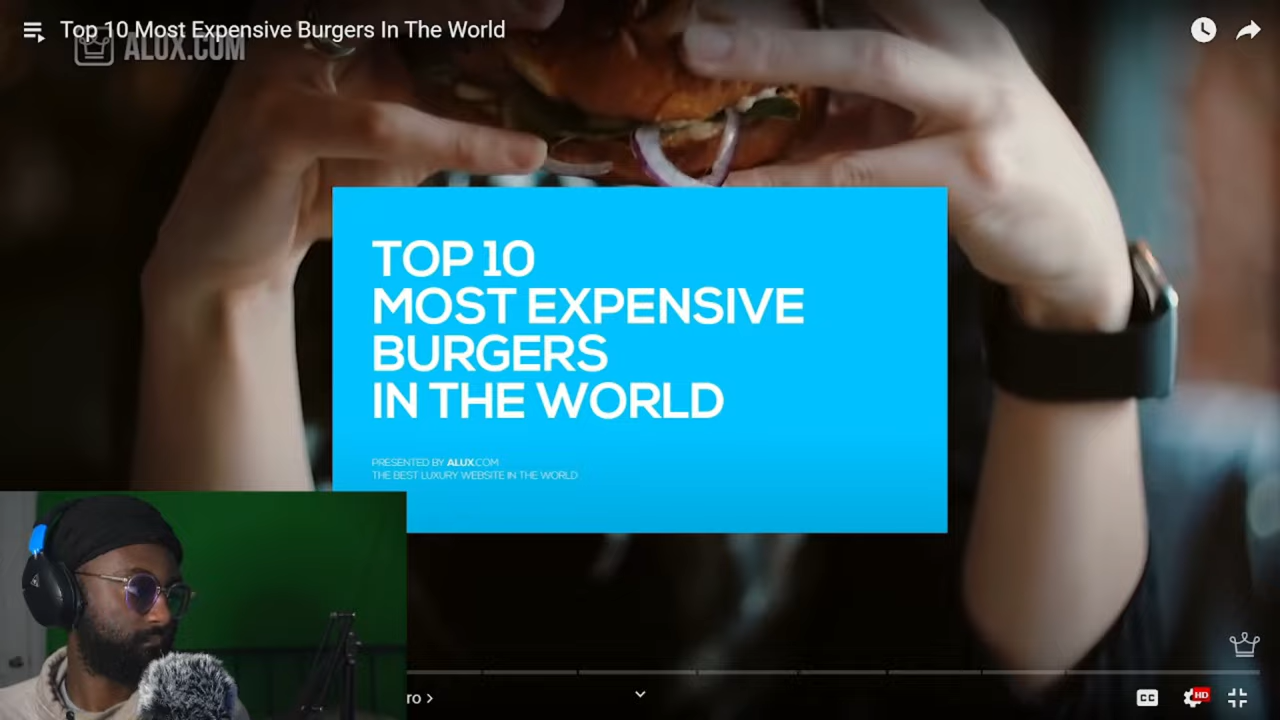 Top 10 Most Expensive Burgers In The World
ALUX.COM
TOP 10
MOST EXPENSIVE
BURGERS
IN THE WORLD
PRESENTED BY ALUX.COM
THE BEST LUXURY WEBSITE IN THE WORLD
ro >
CC
HD